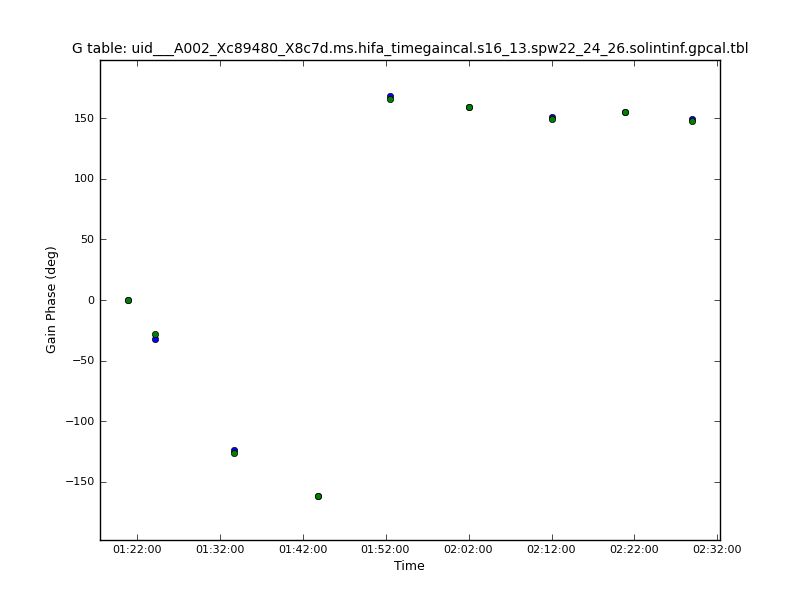 G table: uid___A002_Xc89480_X8c7d.ms.hifa_timegaincal.s16_13.spw22_24_26.solintinf.gpcal.tbl
Gain Phase (deg)
150
100
50
0
−50
−100
−150
01:22:00 01:32:00 01:42:00 01:52:00 02:02:00 02:12:00 02:22:00 02:32:00
Time